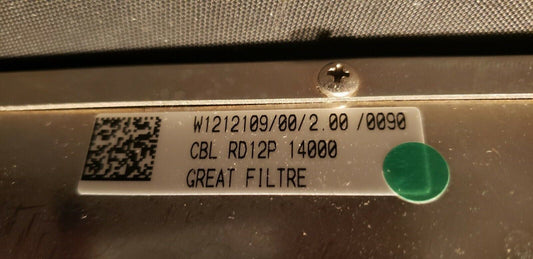 W1212109/00/2.00 /0090
CBL RD12P 14000
GREAT FILTRE